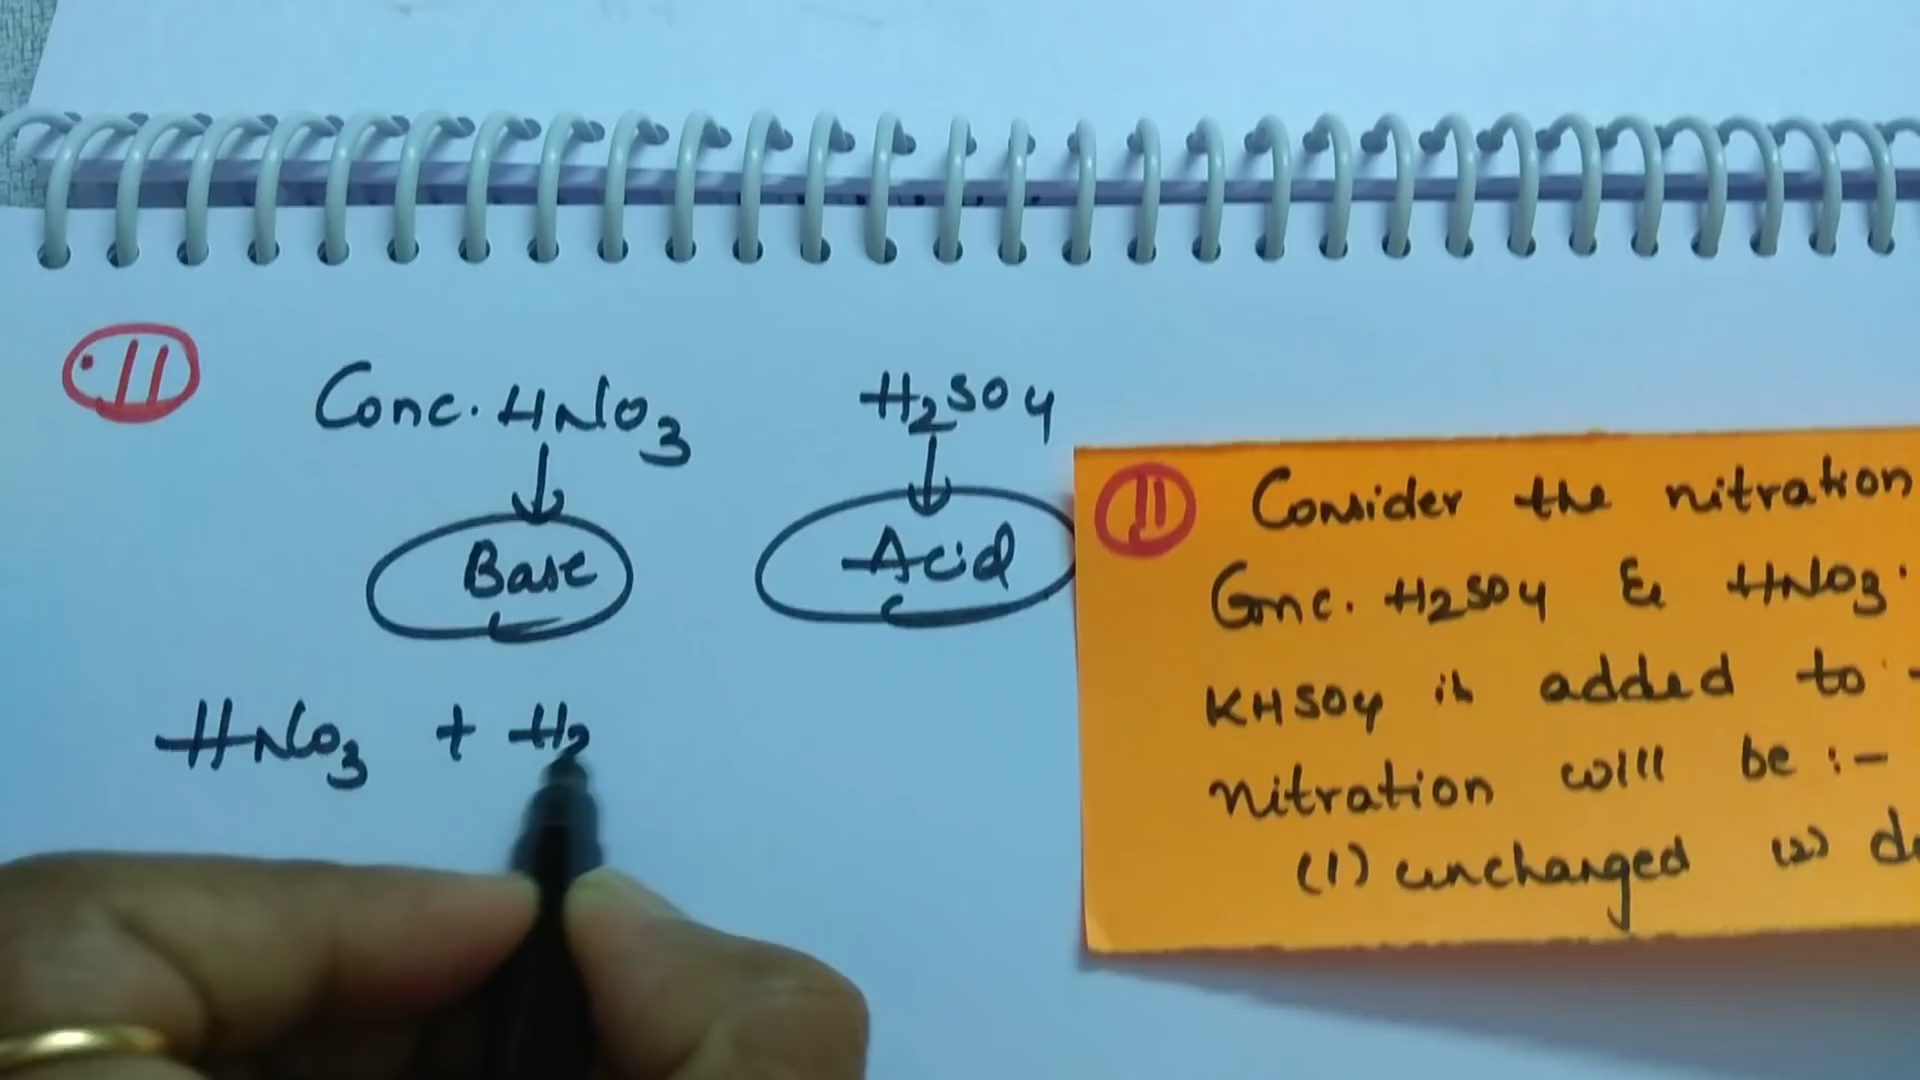 11
Conc. HNO3 H2SO4
Base Acid
HNO3 + H2
11 Consider the nitration
Conc. H2SO4 & HNO3.
KHSO4 is added to
nitration will be :-
(1) unchanged (2)